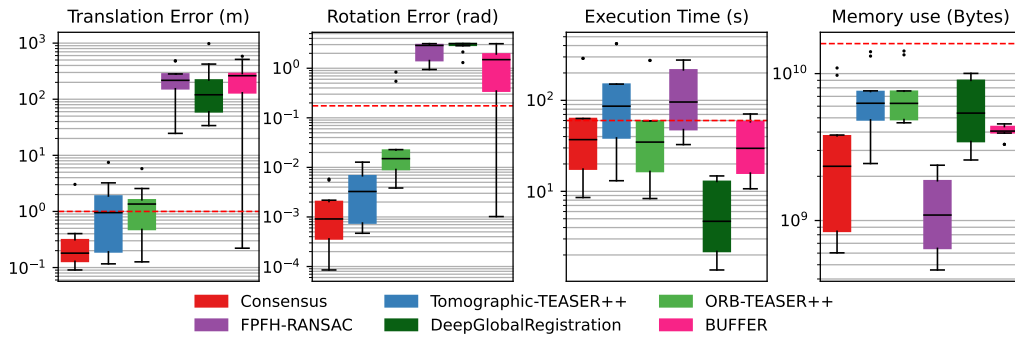 Translation Error (m)
Rotation Error (rad)
Execution Time (s)
Memory use (Bytes)
10³
10²
10¹
10⁰
10⁻¹
10⁰
10⁻¹
10⁻²
10⁻³
10⁻⁴
10²
10¹
10¹⁰
10⁹
Consensus
Tomographic-TEASER++
ORB-TEASER++
FPFH-RANSAC
DeepGlobalRegistration
BUFFER